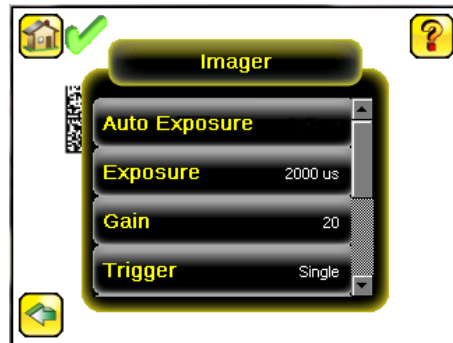 Imager
Auto Exposure
Exposure 2000 us
Gain 20
Trigger Single